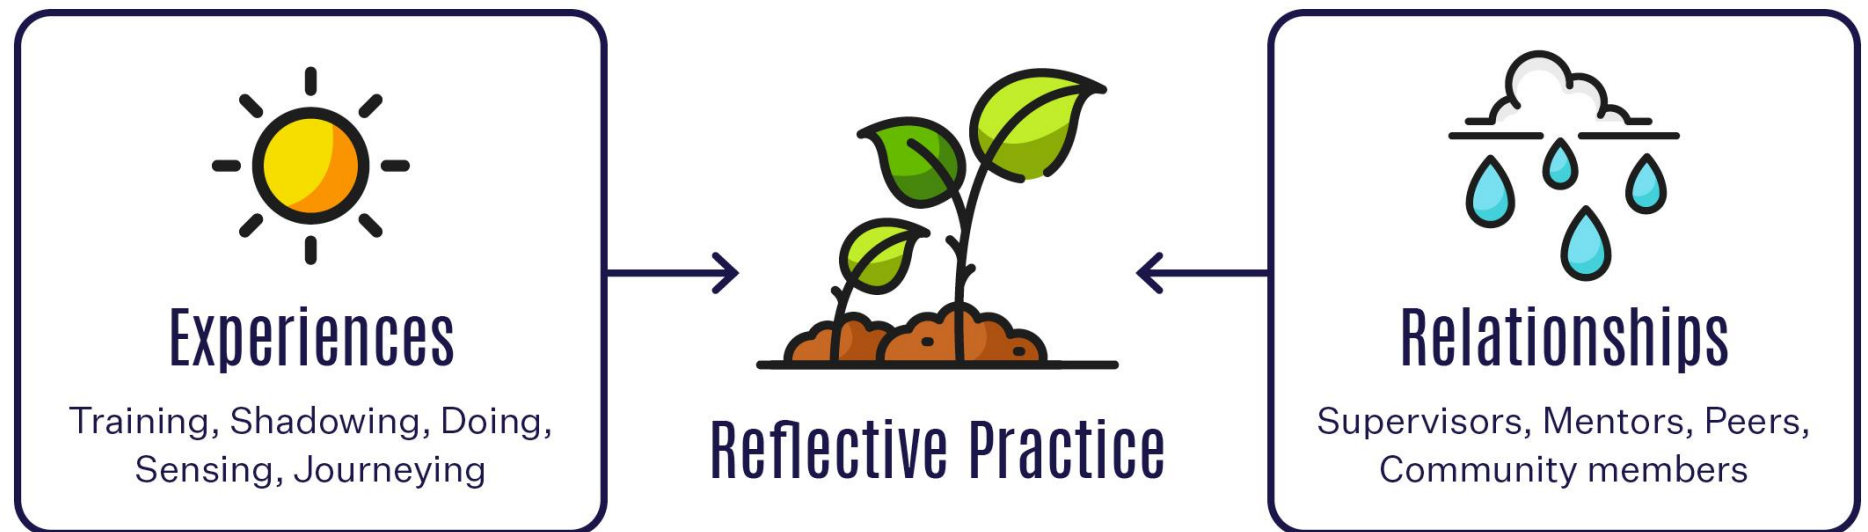 Experiences
Training, Shadowing, Doing,
Sensing, Journeying
Reflective Practice
Relationships
Supervisors, Mentors, Peers,
Community members